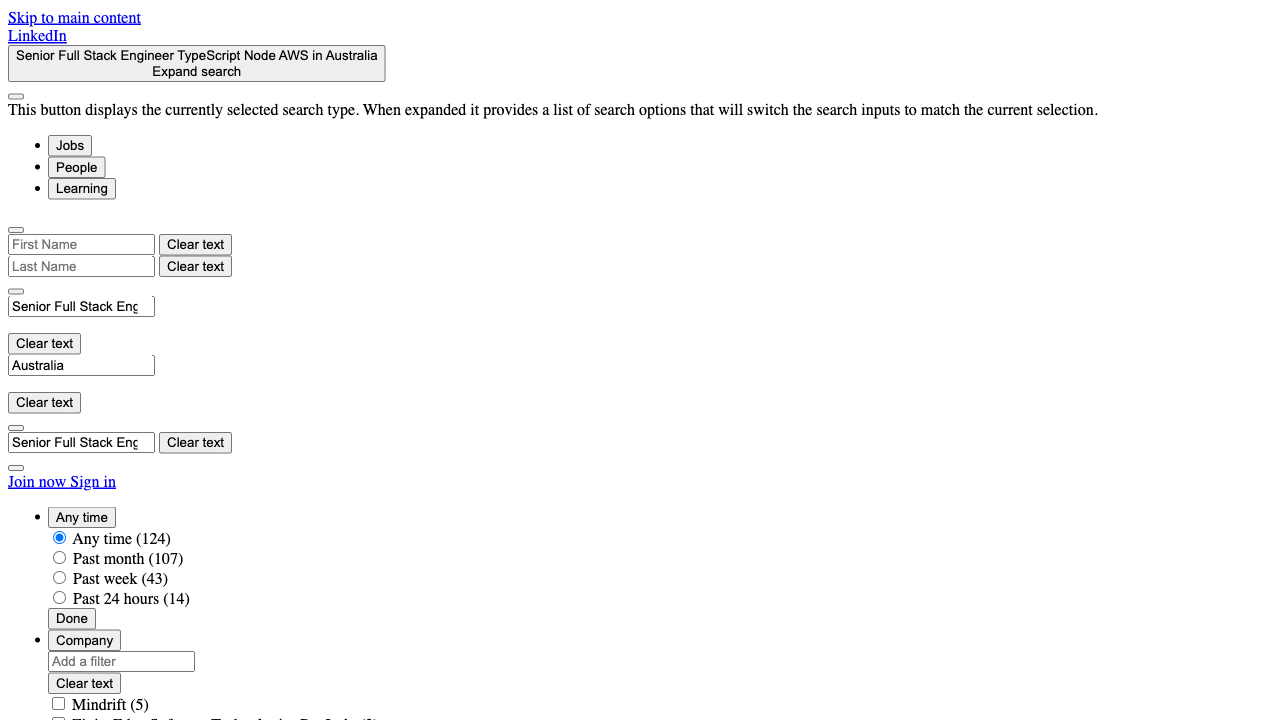 Skip to main content
LinkedIn
Senior Full Stack Engineer TypeScript Node AWS in Australia
Expand search
This button displays the currently selected search type. When expanded it provides a list of search options that will switch the search inputs to match the current selection.
Jobs
People
Learning
First Name Clear text
Last Name Clear text
Senior Full Stack Eng
Clear text
Australia
Clear text
Senior Full Stack Eng Clear text
Join now Sign in
Any time
Any time (124)
Past month (107)
Past week (43)
Past 24 hours (14)
Done
Company
Add a filter
Clear text
Mindrift (5)